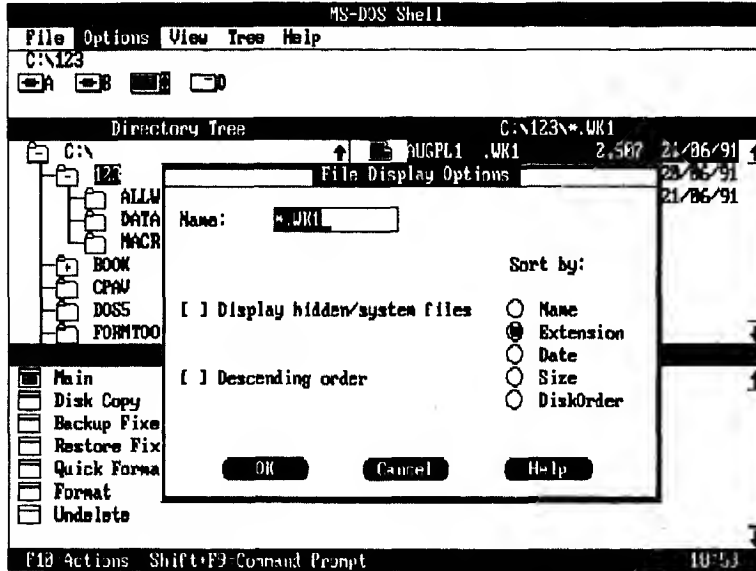 MS-DOS Shell
File Options View Tree Help
C:\123
A B D
Directory Tree C:\123\*.WK1
C:\ AUGPL1 .WK1 2,507 21/06/91
123 20/06/91
ALLW 21/06/91
DATA
MACR
BOOK
CPAV
DOS5
FORMTOO
File Display Options
Name: *.WK1
Sort by:
[ ] Display hidden/system files
Name
Extension
Date
[ ] Descending order
Size
DiskOrder
OK Cancel Help
Main
Disk Copy
Backup Fixe
Restore Fix
Quick Forma
Format
Undelete
F10 Actions Shift+F9-Command Prompt 10:53